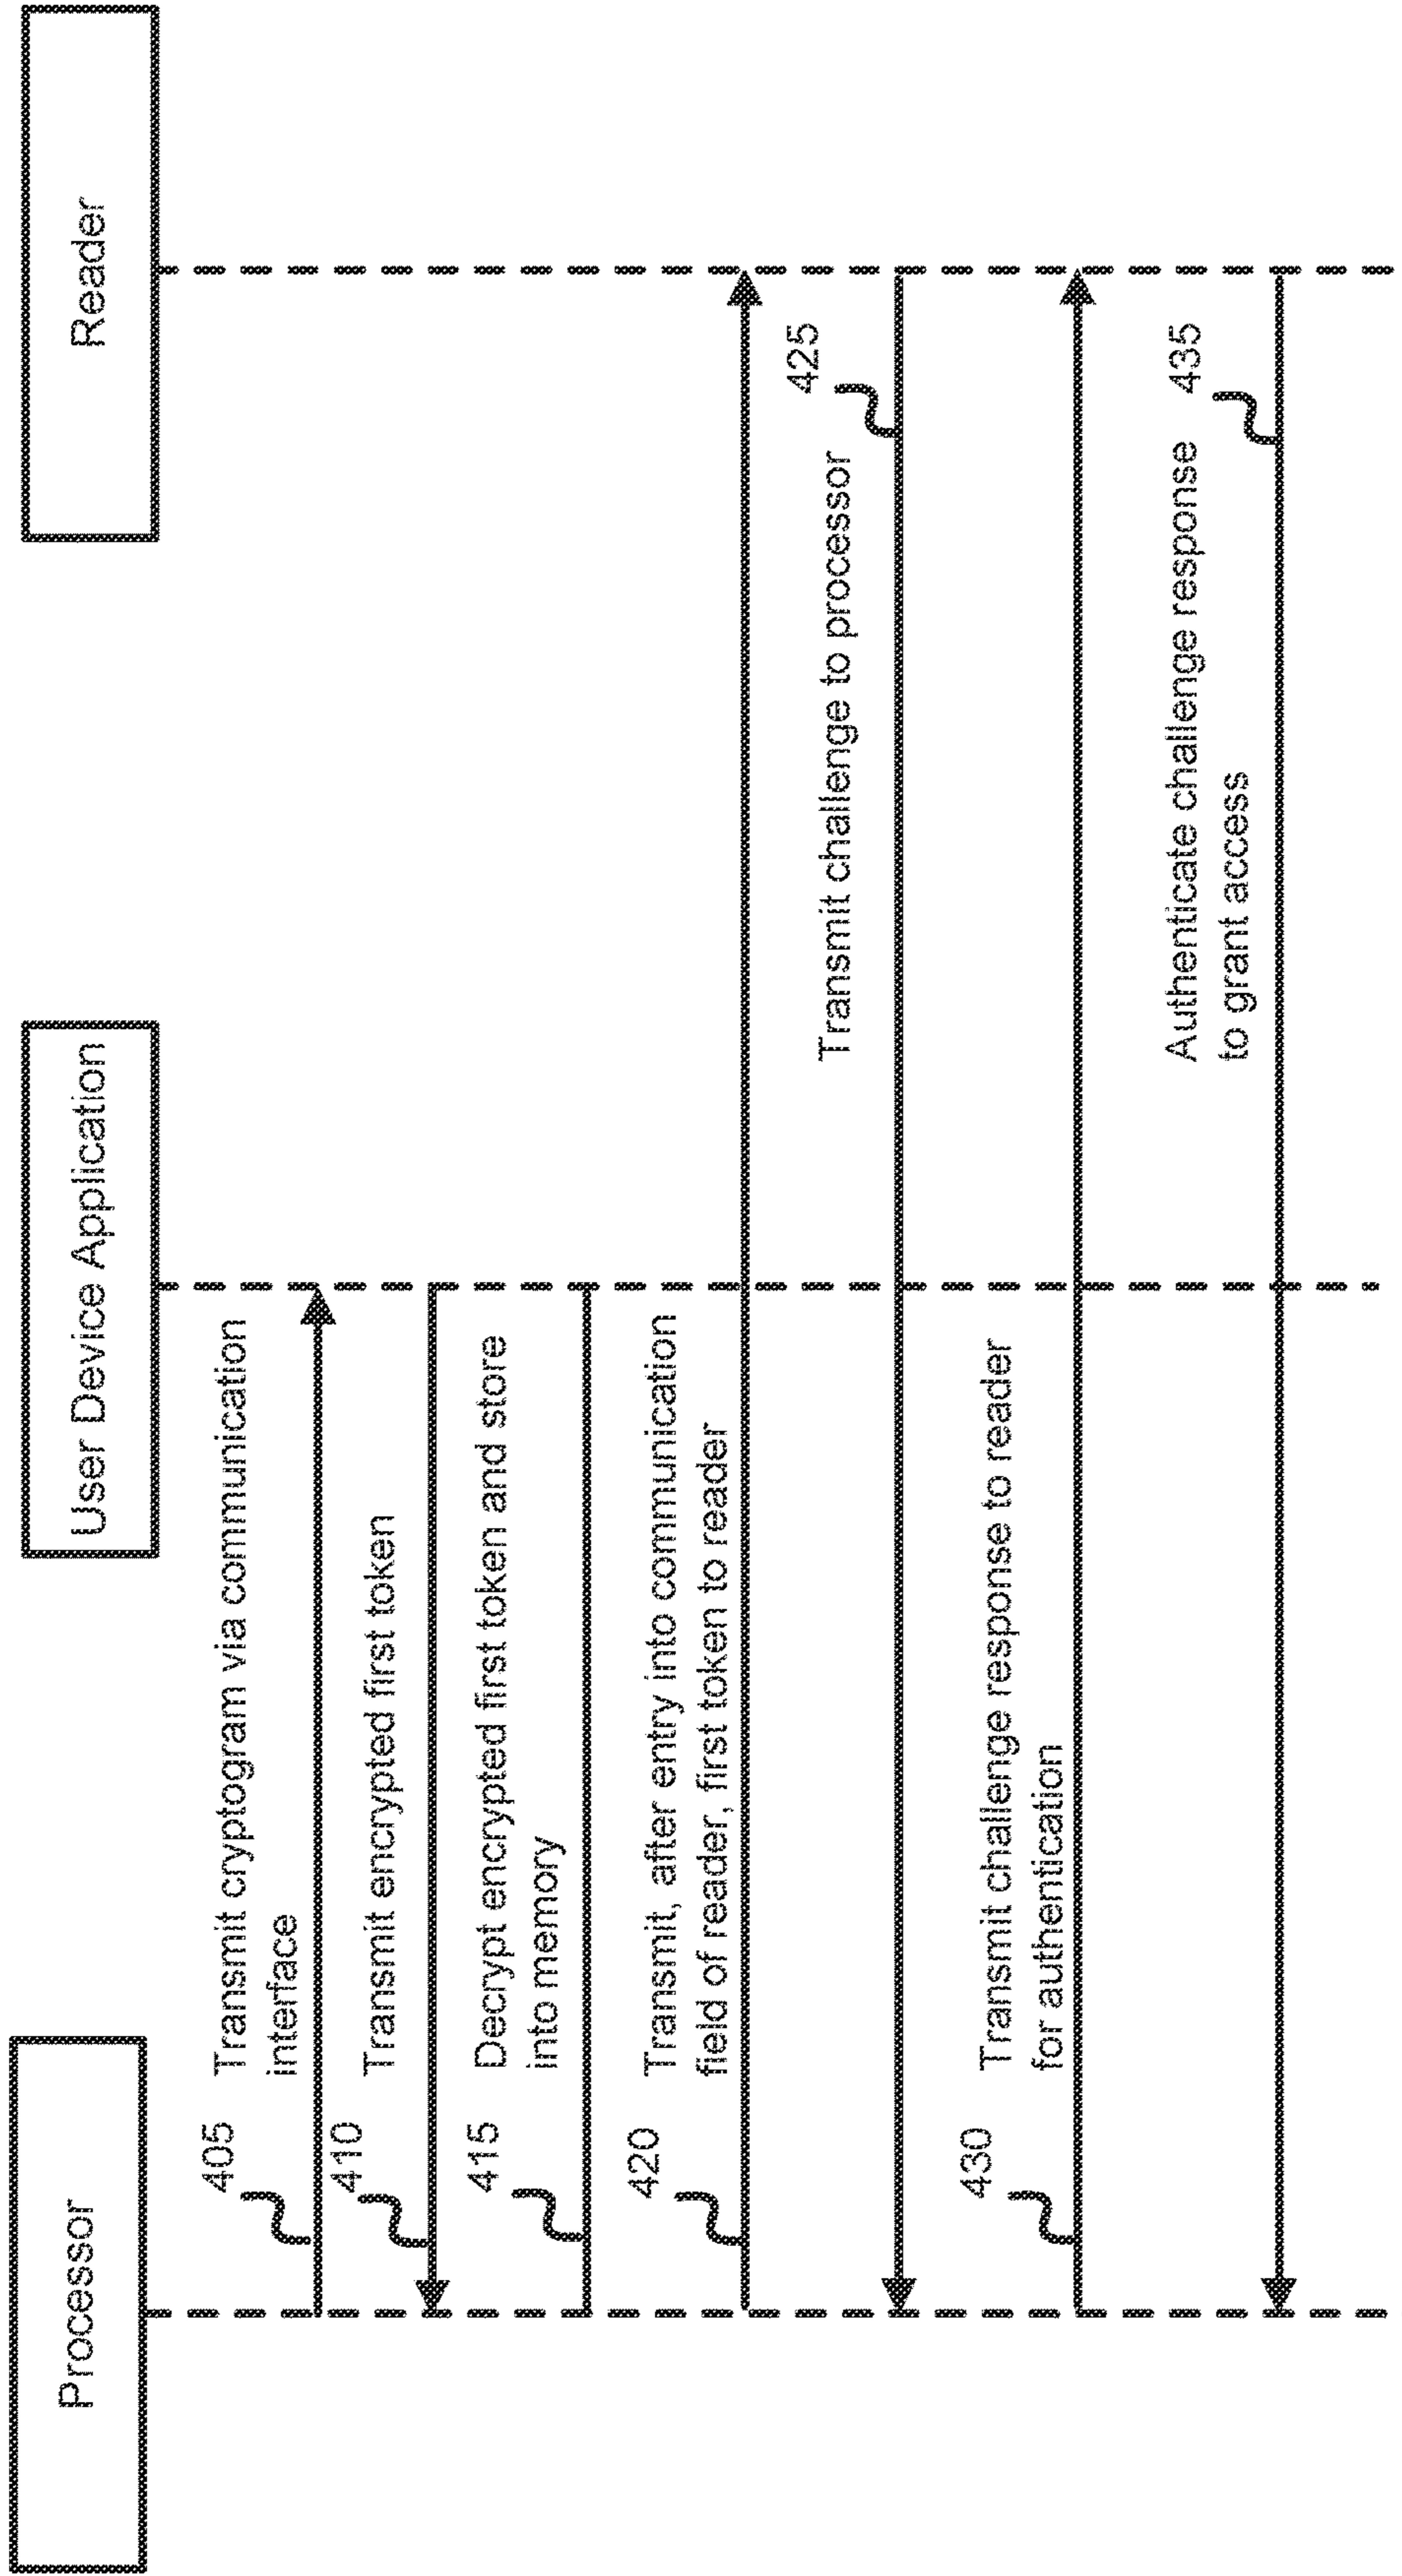 Processor
User Device Application
Reader
405
Transmit cryptogram via communication
interface
410
Transmit encrypted first token
415
Decrypt encrypted first token and store
into memory
420
Transmit, after entry into communication
field of reader, first token to reader
Transmit challenge to processor
425
430
Transmit challenge response to reader
for authentication
Authenticate challenge response
to grant access
435